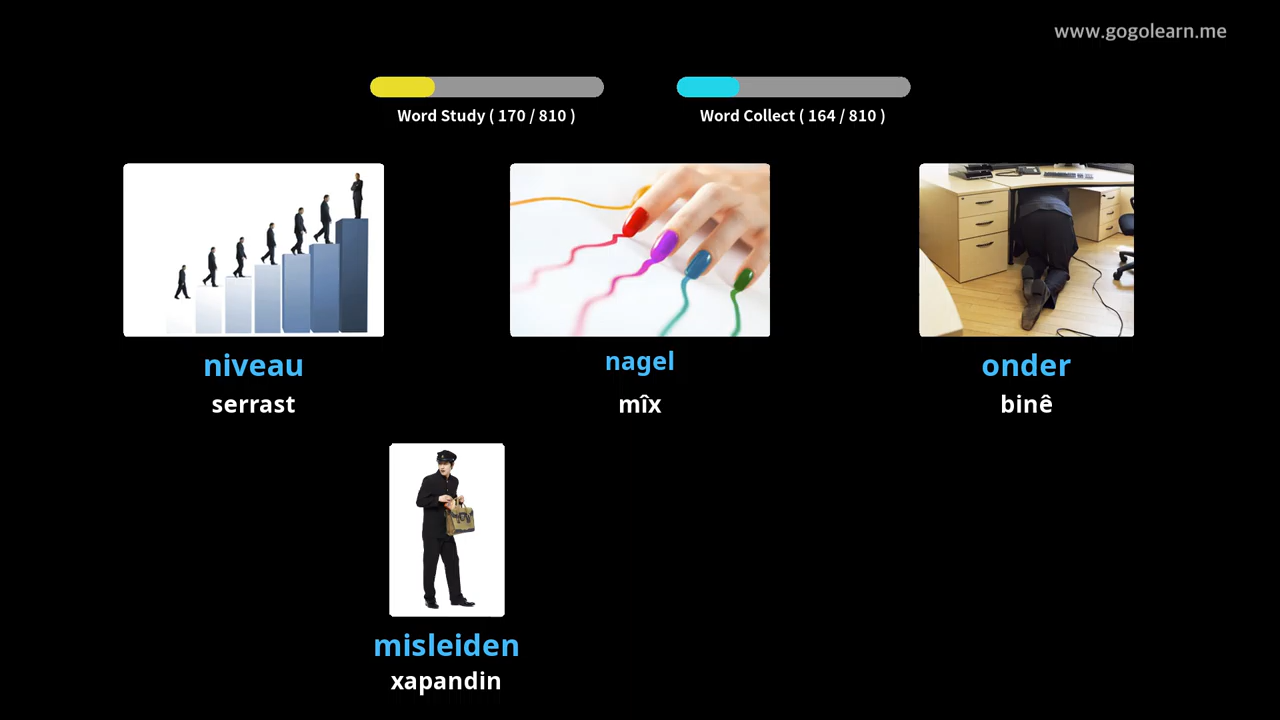 www.gogolearn.me
Word Study ( 170 / 810 )
Word Collect ( 164 / 810 )
niveau
serrast
nagel
mîx
onder
binê
misleiden
xapandin